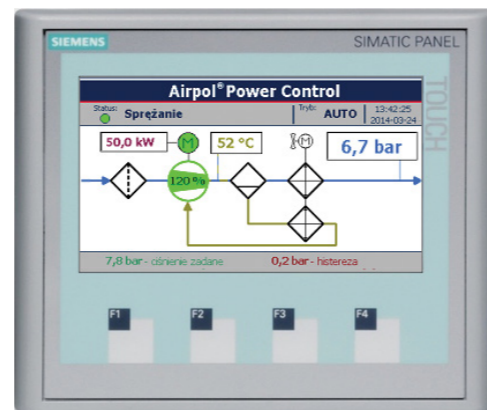 SIEMENS
SIMATIC PANEL
TOUCH
Airpol® Power Control
Status: Sprężanie
Tryb: AUTO
13:42:25
2014-03-24
50,0 kW
M
52 °C
M
6,7 bar
120 %
7,8 bar - ciśnienie zadane
0,2 bar - histereza
F1
F2
F3
F4